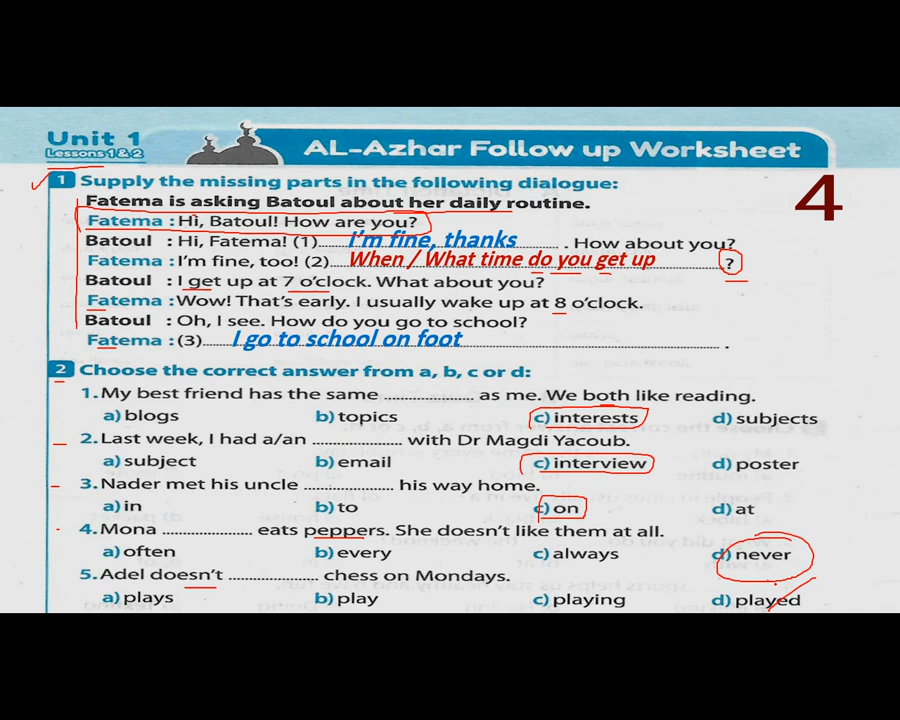 Unit 1
Lessons 1 & 2
AL-Azhar Follow up Worksheet
4
1 Supply the missing parts in the following dialogue:
Fatema is asking Batoul about her daily routine.
Fatema : Hi, Batoul! How are you?
Batoul : Hi, Fatema! (1) I'm fine, thanks . How about you?
Fatema : I'm fine, too! (2) When / What time do you get up ?
Batoul : I get up at 7 o'clock. What about you?
Fatema : Wow! That's early. I usually wake up at 8 o'clock.
Batoul : Oh, I see. How do you go to school?
Fatema : (3) I go to school on foot .
2 Choose the correct answer from a, b, c or d:
1. My best friend has the same .................. as me. We both like reading.
a) blogs b) topics c) interests d) subjects
2. Last week, I had a/an .................. with Dr Magdi Yacoub.
a) subject b) email c) interview d) poster
3. Nader met his uncle .................. his way home.
a) in b) to c) on d) at
4. Mona .................. eats peppers. She doesn't like them at all.
a) often b) every c) always d) never
5. Adel doesn't .................. chess on Mondays.
a) plays b) play c) playing d) played